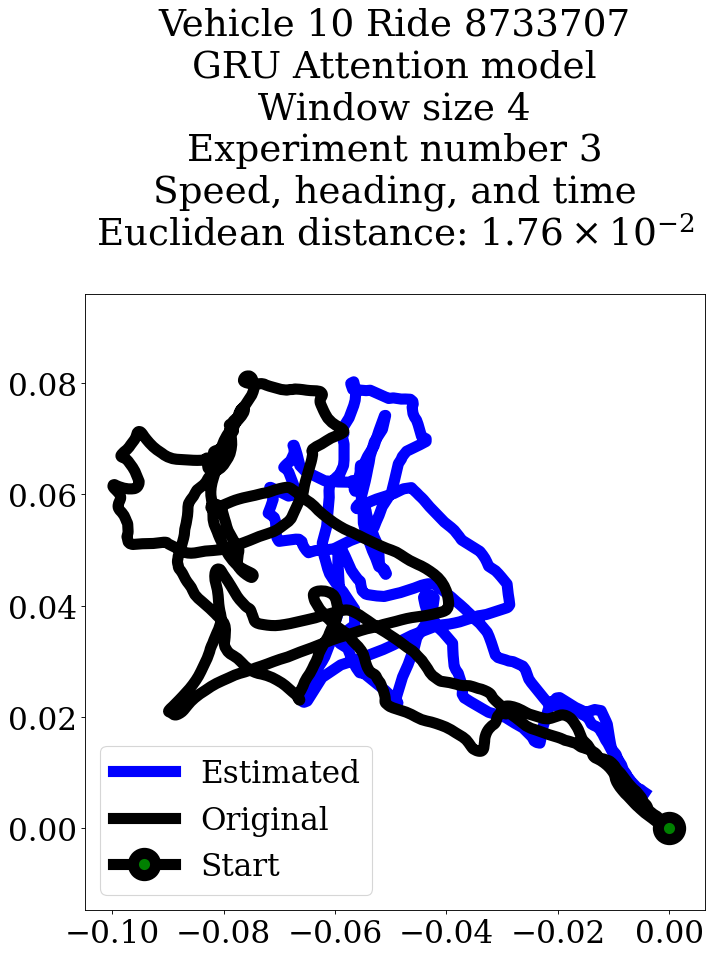 Vehicle 10 Ride 8733707
GRU Attention model
Window size 4
Experiment number 3
Speed, heading, and time
Euclidean distance: 1.76 × 10⁻²
0.08
0.06
0.04
0.02
0.00
Estimated
Original
Start
−0.10 −0.08 −0.06 −0.04 −0.02 0.00